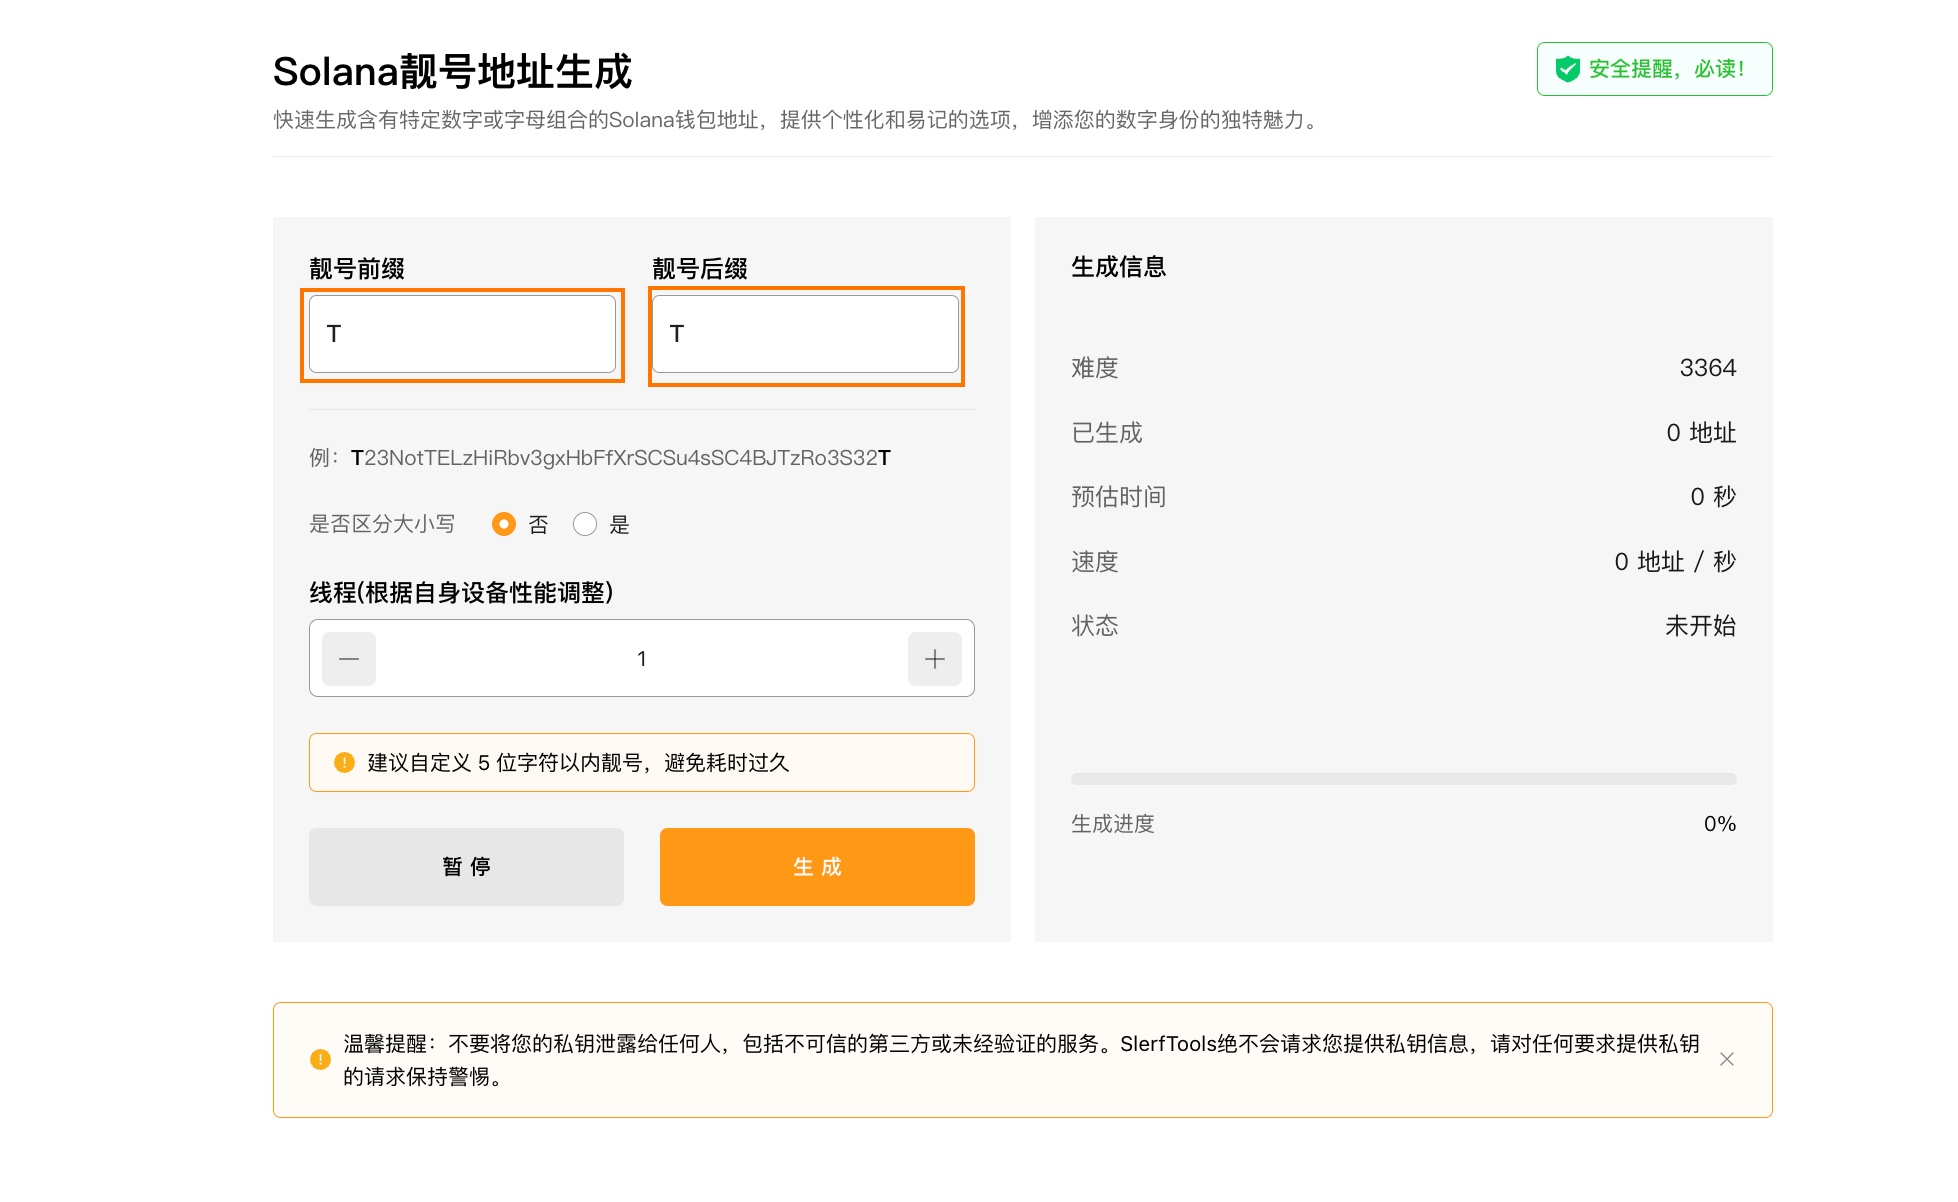 Solana靓号地址生成
安全提醒，必读！
快速生成含有特定数字或字母组合的Solana钱包地址，提供个性化和易记的选项，增添您的数字身份的独特魅力。
靓号前缀
靓号后缀
T
T
例：T23NotTELzHiRbv3gxHbFfXrSCSu4sSC4BJTzRo3S32T
是否区分大小写
否
是
线程(根据自身设备性能调整)
1
建议自定义 5 位字符以内靓号，避免耗时过久
暂 停
生 成
生成信息
难度 3364
已生成 0 地址
预估时间 0 秒
速度 0 地址 / 秒
状态 未开始
生成进度 0%
温馨提醒：不要将您的私钥泄露给任何人，包括不可信的第三方或未经验证的服务。SlerfTools绝不会请求您提供私钥信息，请对任何要求提供私钥
的请求保持警惕。